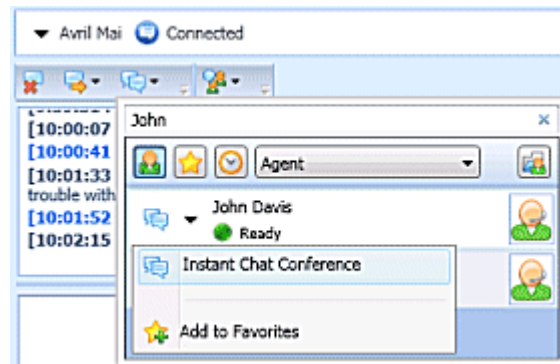 Avril Mai Connected
John
[10:00:07
[10:00:41
[10:01:33
trouble with
[10:01:52
[10:02:15
Agent
John Davis
Ready
Instant Chat Conference
Add to Favorites